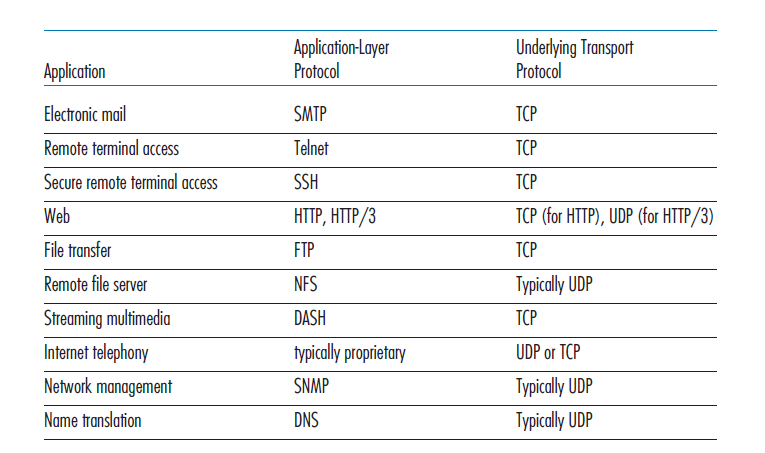 Application-Layer Underlying Transport
Application Protocol Protocol
Electronic mail SMTP TCP
Remote terminal access Telnet TCP
Secure remote terminal access SSH TCP
Web HTTP, HTTP/3 TCP (for HTTP), UDP (for HTTP/3)
File transfer FTP TCP
Remote file server NFS Typically UDP
Streaming multimedia DASH TCP
Internet telephony typically proprietary UDP or TCP
Network management SNMP Typically UDP
Name translation DNS Typically UDP